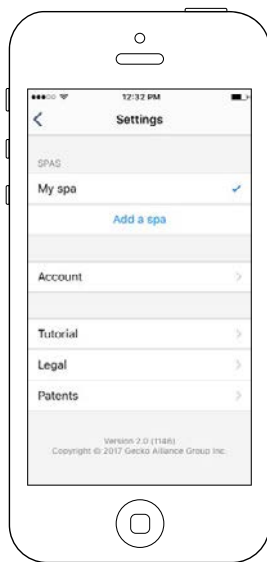 12:32 PM
Settings
SPAS
My spa
Add a spa
Account
Tutorial
Legal
Patents
Version 2.0 (1146)
Copyright © 2017 Gecko Alliance Group Inc.